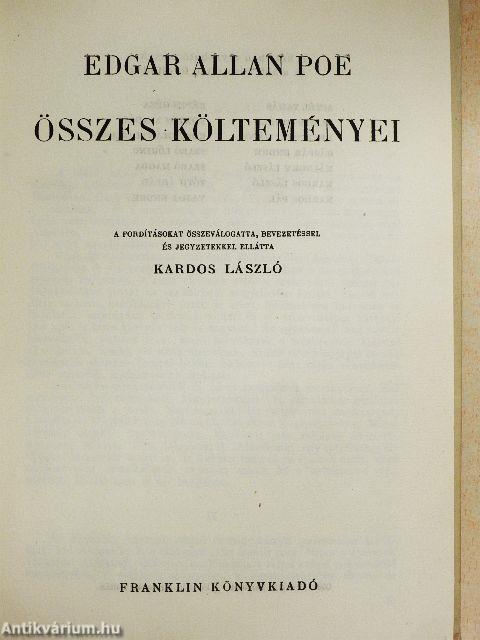 EDGAR ALLAN POE
ÖSSZES KÖLTEMÉNYEI
A FORDÍTÁSOKAT ÖSSZEVÁLOGATTA, BEVEZETÉSSEL
ÉS JEGYZETEKKEL ELLÁTTA
KARDOS LÁSZLÓ
FRANKLIN KÖNYVKIADÓ
Antikvárium.hu